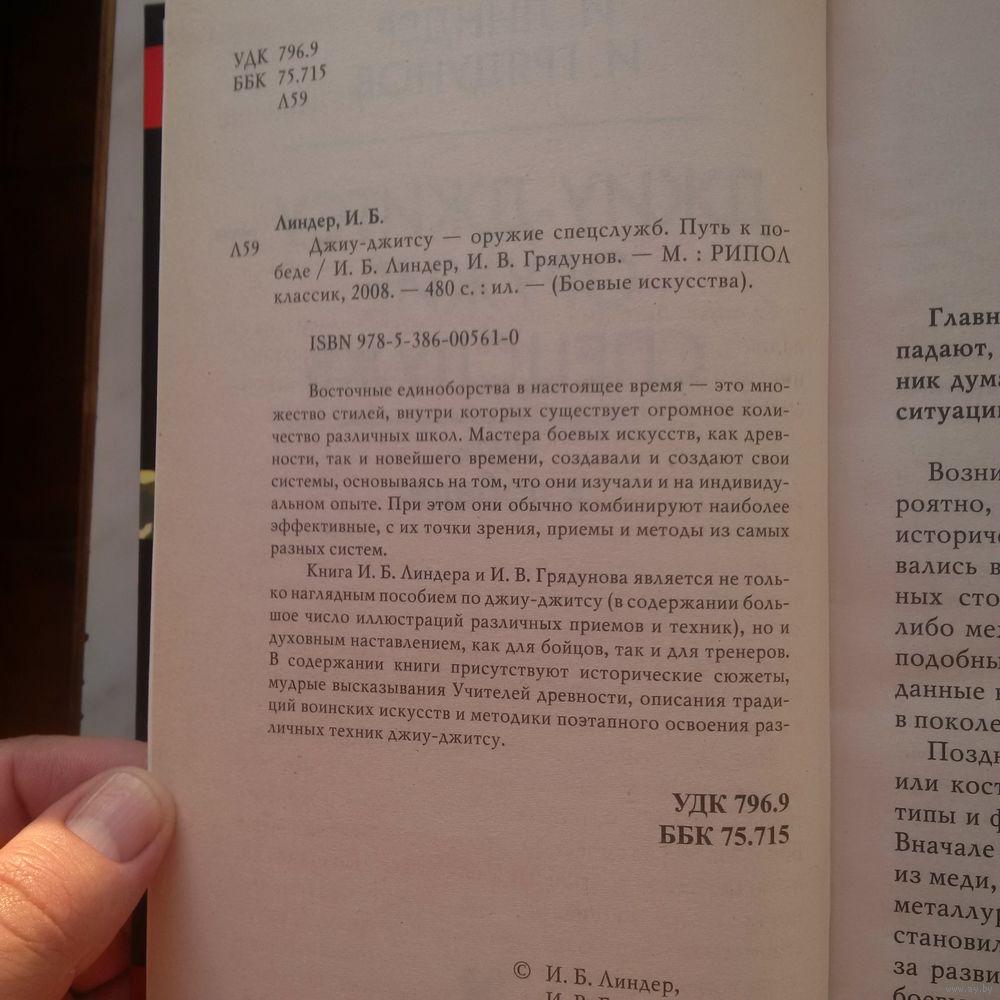 УДК 796.9
ББК 75.715
Л59
Линдер, И. Б.
Л59 Джиу-джитсу — оружие спецслужб. Путь к по-
беде / И. Б. Линдер, И. В. Грядунов. — М. : РИПОЛ
классик, 2008. — 480 с. : ил. — (Боевые искусства).
ISBN 978-5-386-00561-0
Восточные единоборства в настоящее время — это мно-
жество стилей, внутри которых существует огромное коли-
чество различных школ. Мастера боевых искусств, как древ-
ности, так и новейшего времени, создавали и создают свои
системы, основываясь на том, что они изучали и на индивиду-
альном опыте. При этом они обычно комбинируют наиболее
эффективные, с их точки зрения, приемы и методы из самых
разных систем.
Книга И. Б. Линдера и И. В. Грядунова является не толь-
ко наглядным пособием по джиу-джитсу (в содержании боль-
шое число иллюстраций различных приемов и техник), но и
духовным наставлением, как для бойцов, так и для тренеров.
В содержании книги присутствуют исторические сюжеты,
мудрые высказывания Учителей древности, описания тради-
ций воинских искусств и методики поэтапного освоения раз-
личных техник джиу-джитсу.
УДК 796.9
ББК 75.715
© И. Б. Линдер,
Главн
падают,
ник дума
ситуаци
Возни
роятно,
историч
вались в
ных сто
либо ме
подобны
данные
в поколе
Поздн
или кост
типы и ф
Вначале
из меди,
металлур
становил
за разви
www.ay.by